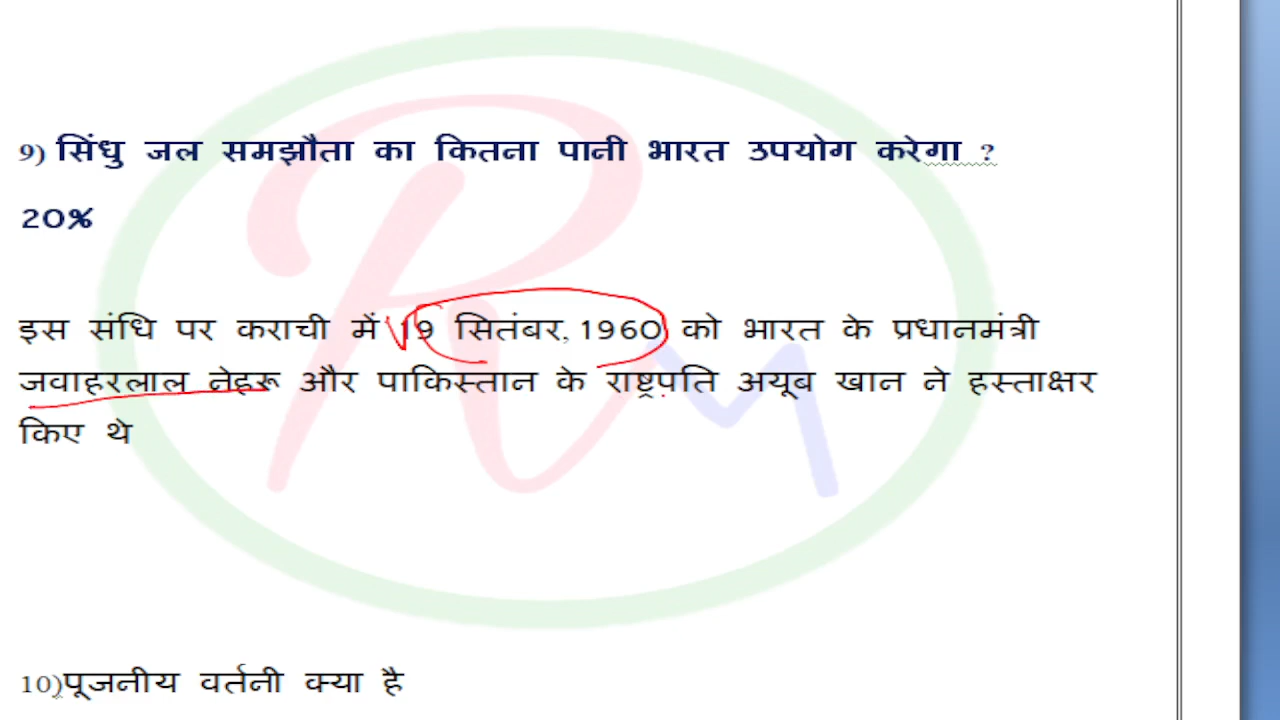 9) सिंधु जल समझौता का कितना पानी भारत उपयोग करेगा ?
20%
इस संधि पर कराची में 19 सितंबर, 1960 को भारत के प्रधानमंत्री
जवाहरलाल नेहरू और पाकिस्तान के राष्ट्रपति अयूब खान ने हस्ताक्षर
किए थे
10)पूजनीय वर्तनी क्या है